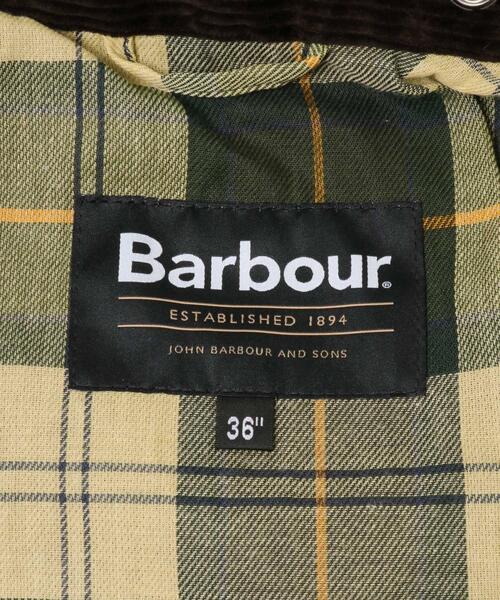 Barbour®
ESTABLISHED 1894
JOHN BARBOUR AND SONS
36"